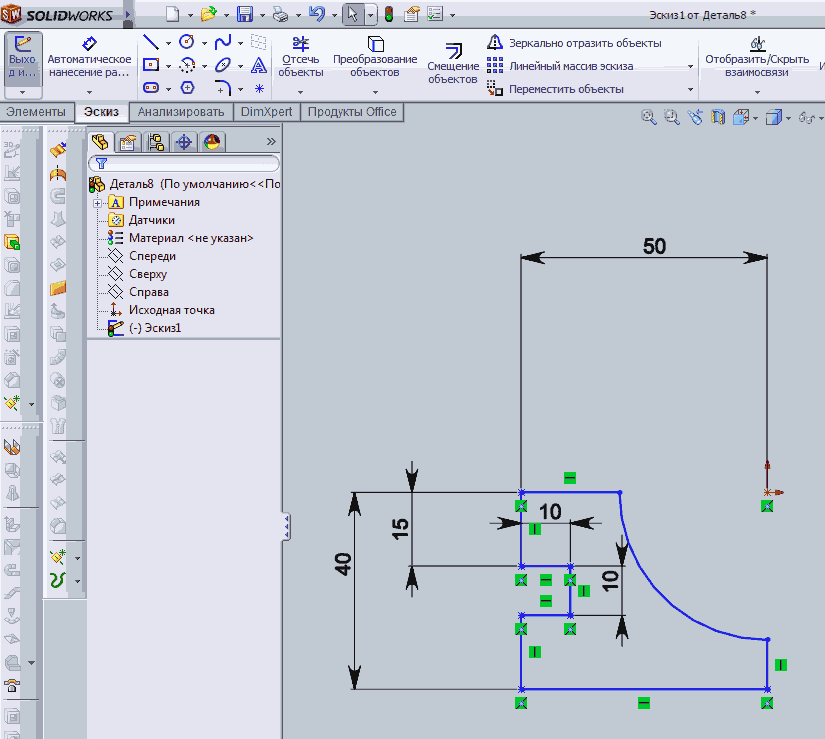 SW SOLIDWORKS
Эскиз1 от Деталь8 *
Выхо
д и...
Автоматическое
нанесение ра...
Отсечь
объекты
Преобразование
объектов
Смещение
объектов
Зеркально отразить объекты
Линейный массив эскиза
Переместить объекты
Отобразить/Скрыть
взаимосвязи
Элементы
Эскиз
Анализировать
DimXpert
Продукты Office
Деталь8 (По умолчанию<<По
Примечания
Датчики
Материал <не указан>
Спереди
Сверху
Справа
Исходная точка
(-) Эскиз1
50
10
15
40
10